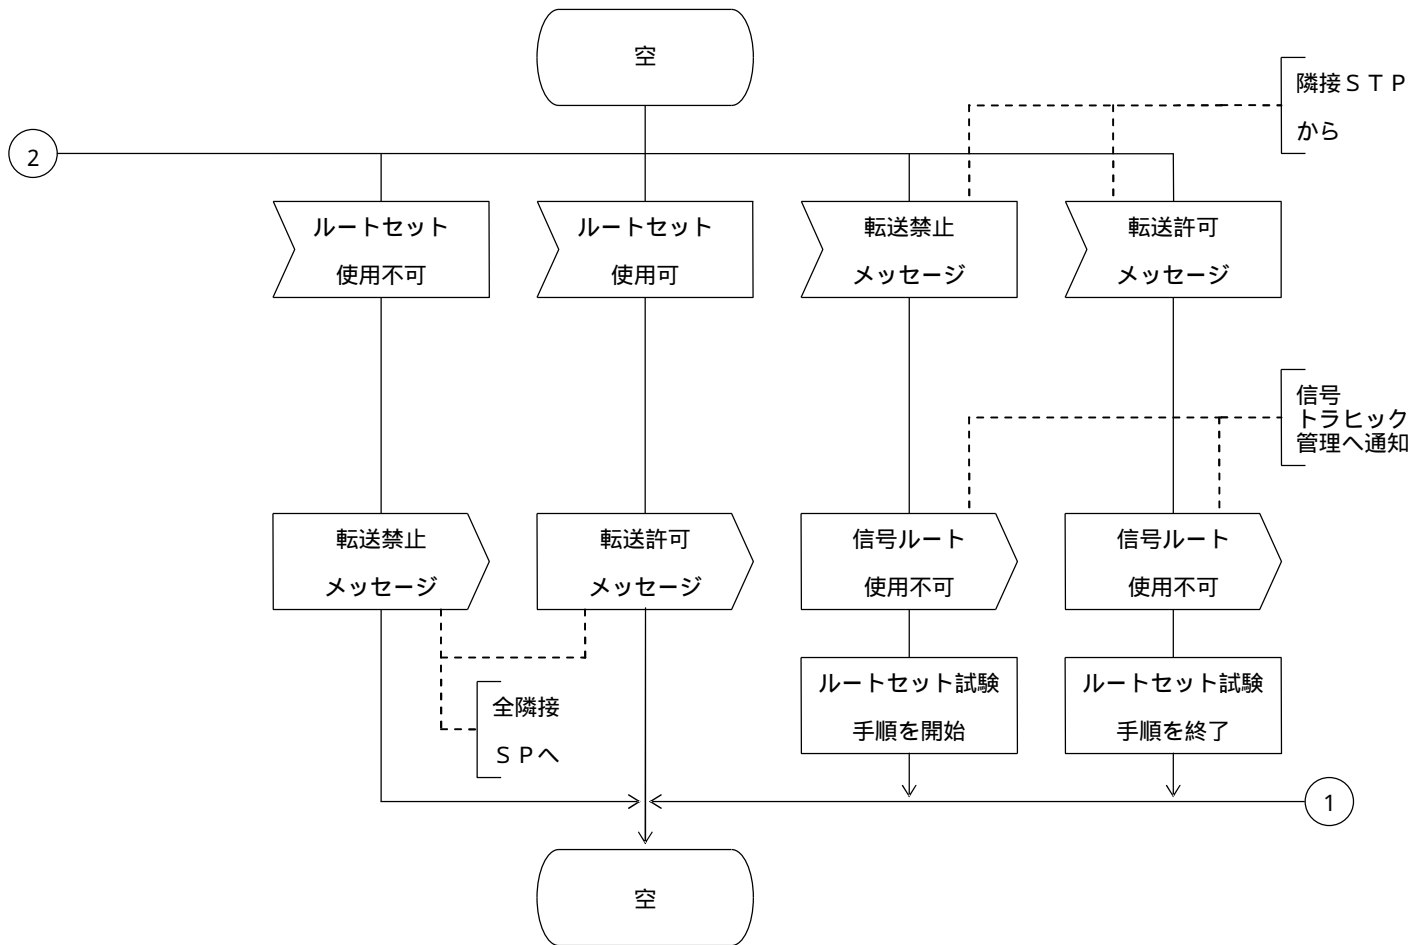 空
隣接ＳＴＰ
から
2
ルートセット
使用不可
ルートセット
使用可
転送禁止
メッセージ
転送許可
メッセージ
信号
トラヒック
管理へ通知
転送禁止
メッセージ
転送許可
メッセージ
信号ルート
使用不可
信号ルート
使用不可
全隣接
ＳＰへ
ルートセット試験
手順を開始
ルートセット試験
手順を終了
1
空